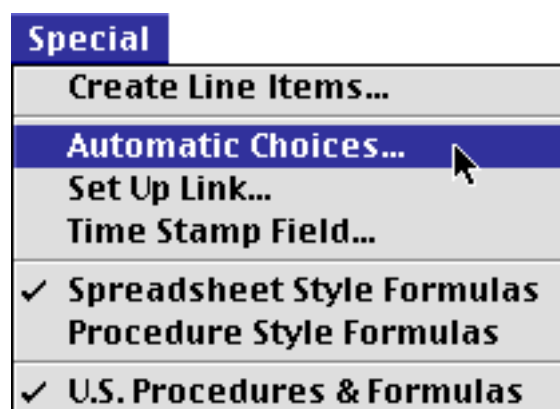 Special
Create Line Items...
Automatic Choices...
Set Up Link...
Time Stamp Field...
✓ Spreadsheet Style Formulas
Procedure Style Formulas
✓ U.S. Procedures & Formulas